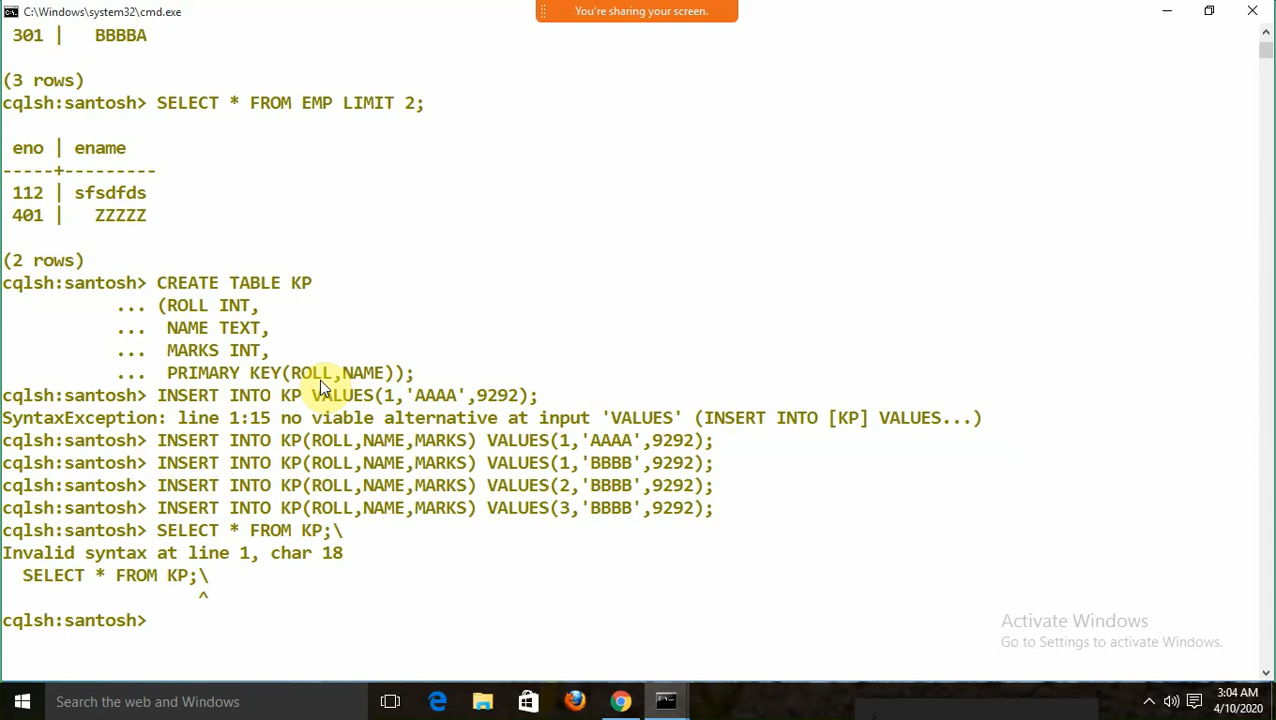 C:\Windows\system32\cmd.exe
You're sharing your screen.
301 | BBBBA
(3 rows)
cqlsh:santosh> SELECT * FROM EMP LIMIT 2;
eno | ename
-----+---------
112 | sfsdfds
401 | ZZZZZ
(2 rows)
cqlsh:santosh> CREATE TABLE KP
... (ROLL INT,
... NAME TEXT,
... MARKS INT,
... PRIMARY KEY(ROLL,NAME));
cqlsh:santosh> INSERT INTO KP VALUES(1,'AAAA',9292);
SyntaxException: line 1:15 no viable alternative at input 'VALUES' (INSERT INTO [KP] VALUES...)
cqlsh:santosh> INSERT INTO KP(ROLL,NAME,MARKS) VALUES(1,'AAAA',9292);
cqlsh:santosh> INSERT INTO KP(ROLL,NAME,MARKS) VALUES(1,'BBBB',9292);
cqlsh:santosh> INSERT INTO KP(ROLL,NAME,MARKS) VALUES(2,'BBBB',9292);
cqlsh:santosh> INSERT INTO KP(ROLL,NAME,MARKS) VALUES(3,'BBBB',9292);
cqlsh:santosh> SELECT * FROM KP;\
Invalid syntax at line 1, char 18
SELECT * FROM KP;\
^
cqlsh:santosh>
Activate Windows
Go to Settings to activate Windows.
Search the web and Windows
3:04 AM
4/10/2020